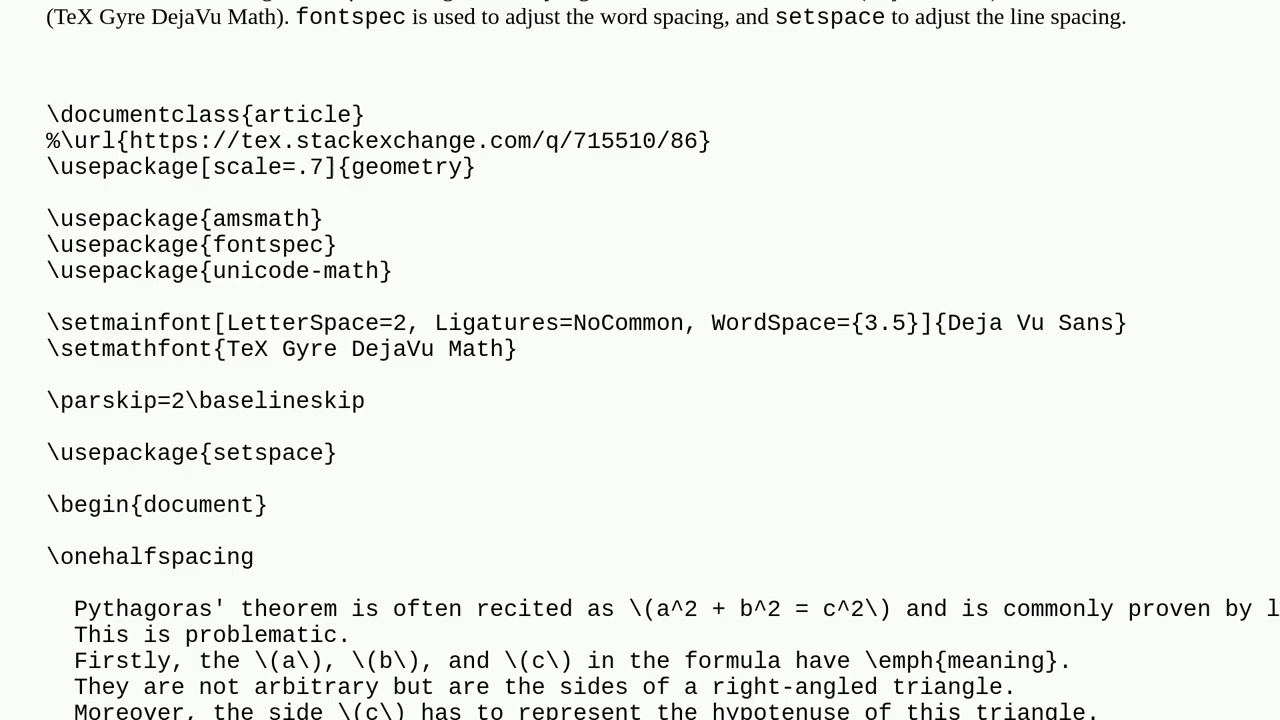 (TeX Gyre DejaVu Math). fontspec is used to adjust the word spacing, and setspace to adjust the line spacing.
\documentclass{article}
%\url{https://tex.stackexchange.com/q/715510/86}
\usepackage[scale=.7]{geometry}
\usepackage{amsmath}
\usepackage{fontspec}
\usepackage{unicode-math}
\setmainfont[LetterSpace=2, Ligatures=NoCommon, WordSpace={3.5}]{Deja Vu Sans}
\setmathfont{TeX Gyre DejaVu Math}
\parskip=2\baselineskip
\usepackage{setspace}
\begin{document}
\onehalfspacing
Pythagoras' theorem is often recited as \(a^2 + b^2 = c^2\) and is commonly proven by l
This is problematic.
Firstly, the \(a\), \(b\), and \(c\) in the formula have \emph{meaning}.
They are not arbitrary but are the sides of a right-angled triangle.
Moreover, the side \(c\) has to represent the hypotenuse of this triangle.